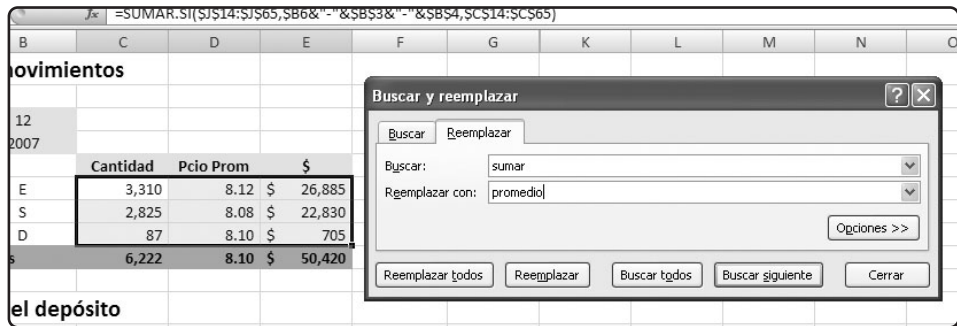 fx =SUMAR.SI($J$14:$J$65,$B6&"-"&$B$3&"-"&$B$4,$C$14:$C$65)
B C D E F G K L M N O
novimientos
12
2007
Cantidad Pcio Prom $
E 3,310 8.12 $ 26,885
S 2,825 8.08 $ 22,830
D 87 8.10 $ 705
s 6,222 8.10 $ 50,420
el depósito
Buscar y reemplazar
Buscar Reemplazar
Buscar: sumar
Reemplazar con: promedio
Opciones >>
Reemplazar todos Reemplazar Buscar todos Buscar siguiente Cerrar